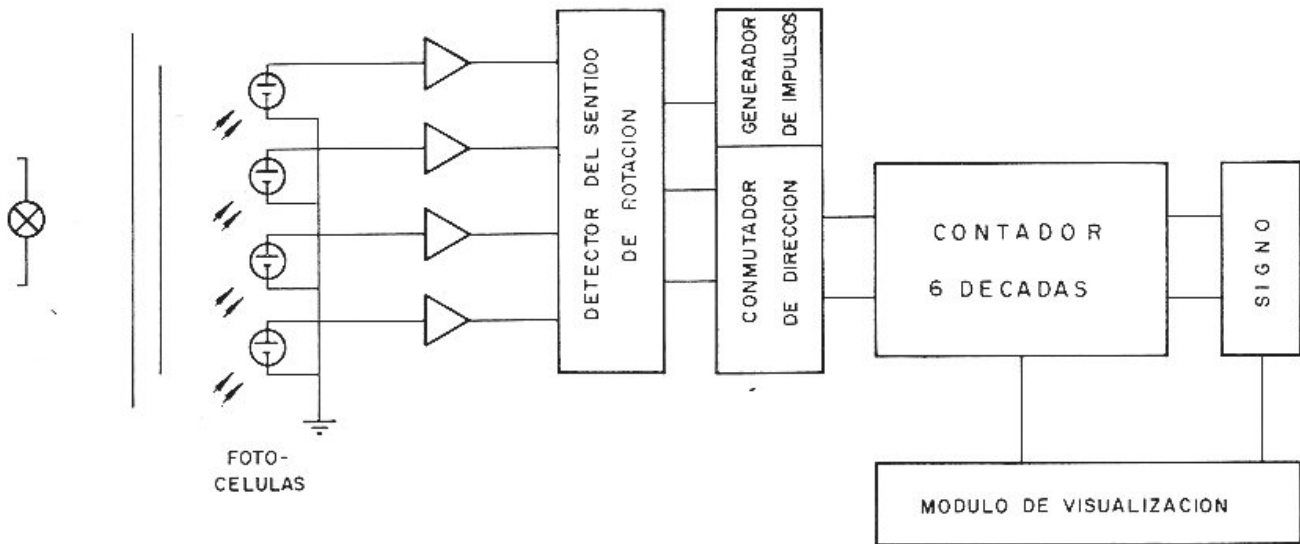 FOTO-
CELULAS
DETECTOR DEL SENTIDO
DE ROTACION
GENERADOR
DE IMPULSOS
CONMUTADOR
DE DIRECCION
CONTADOR
6 DECADAS
SIGNO
MODULO DE VISUALIZACION